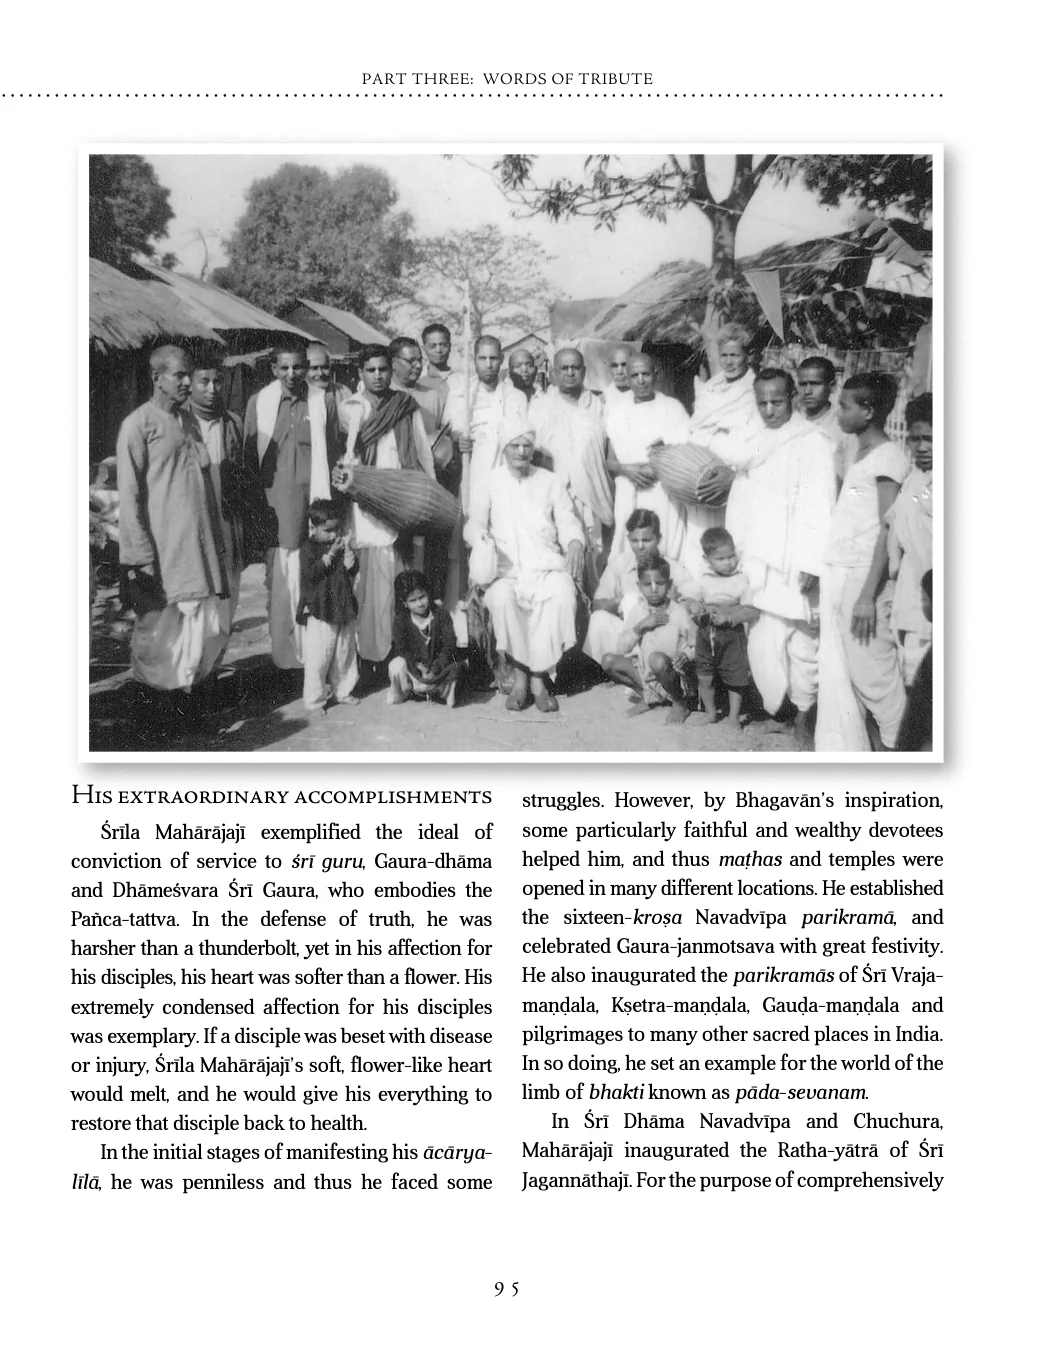 PART THREE: WORDS OF TRIBUTE
HIS EXTRAORDINARY ACCOMPLISHMENTS
Śrīla Mahārājajī exemplified the ideal of
conviction of service to śrī guru, Gaura-dhāma
and Dhāmeśvara Śrī Gaura, who embodies the
Pañca-tattva. In the defense of truth, he was
harsher than a thunderbolt, yet in his affection for
his disciples, his heart was softer than a flower. His
extremely condensed affection for his disciples
was exemplary. If a disciple was beset with disease
or injury, Śrīla Mahārājajī's soft, flower-like heart
would melt, and he would give his everything to
restore that disciple back to health.
In the initial stages of manifesting his ācārya-
līlā, he was penniless and thus he faced some
struggles. However, by Bhagavān's inspiration,
some particularly faithful and wealthy devotees
helped him, and thus maṭhas and temples were
opened in many different locations. He established
the sixteen-kroṣa Navadvīpa parikramā, and
celebrated Gaura-janmotsava with great festivity.
He also inaugurated the parikramās of Śrī Vraja-
maṇḍala, Kṣetra-maṇḍala, Gauḍa-maṇḍala and
pilgrimages to many other sacred places in India.
In so doing, he set an example for the world of the
limb of bhakti known as pāda-sevanam.
In Śrī Dhāma Navadvīpa and Chuchura,
Mahārājajī inaugurated the Ratha-yātrā of Śrī
Jagannāthajī. For the purpose of comprehensively
95